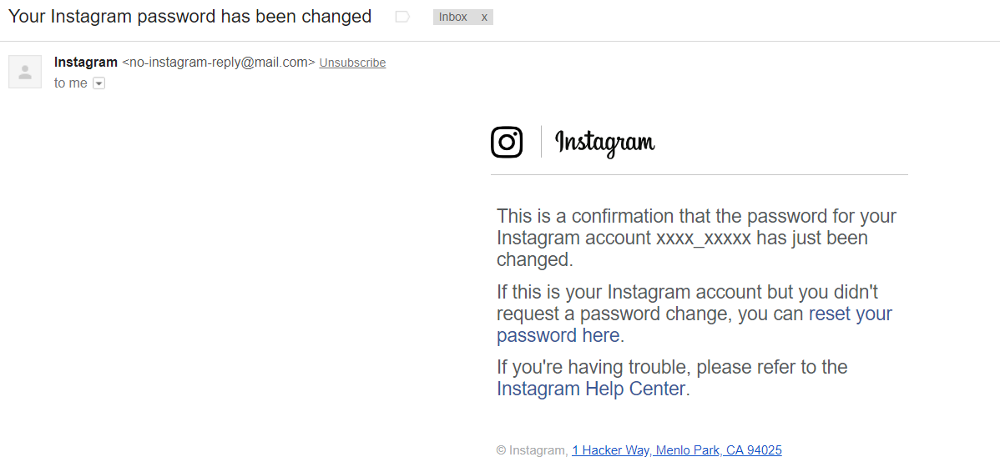 Your Instagram password has been changed Inbox x
Instagram <no-instagram-reply@mail.com> Unsubscribe
to me
Instagram
This is a confirmation that the password for your
Instagram account xxxx_xxxxx has just been
changed.
If this is your Instagram account but you didn't
request a password change, you can reset your
password here.
If you're having trouble, please refer to the
Instagram Help Center.
© Instagram, 1 Hacker Way, Menlo Park, CA 94025